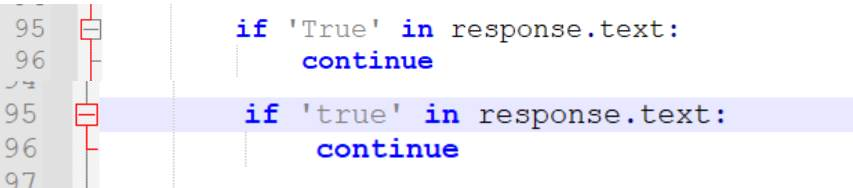 95 if 'True' in response.text:
96 continue
95 if 'true' in response.text:
96 continue
97